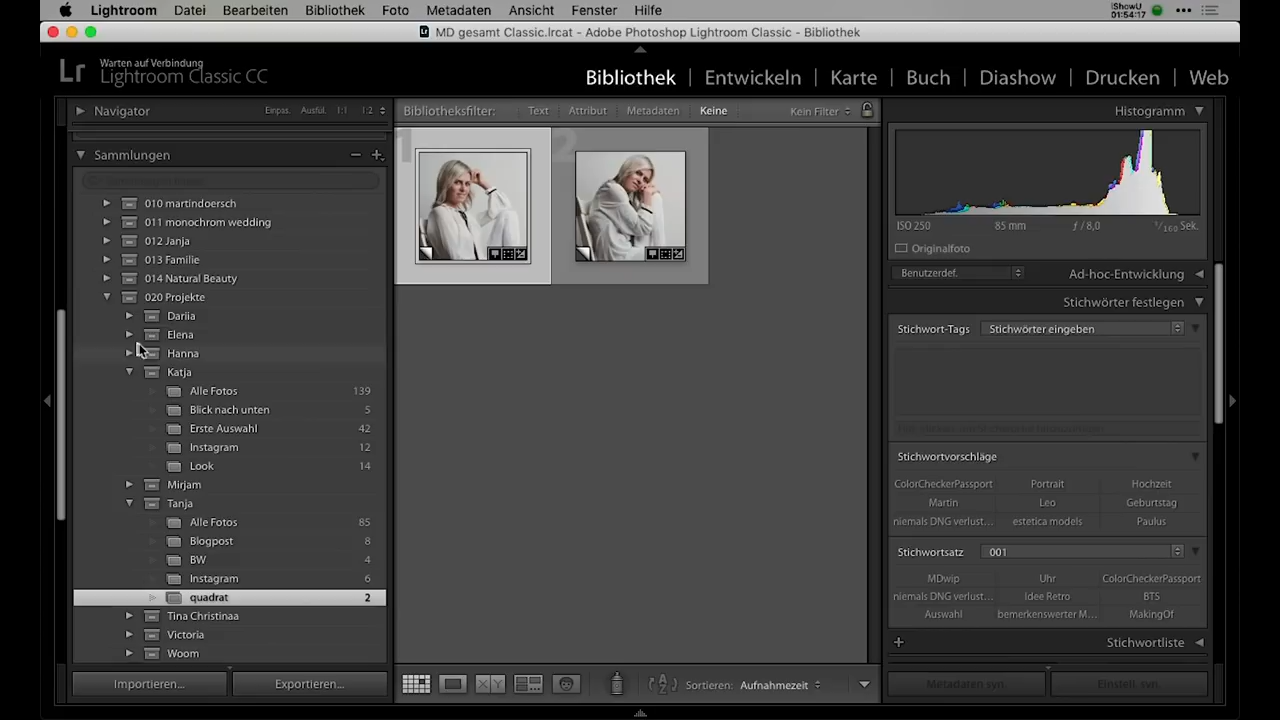 Lightroom Datei Bearbeiten Bibliothek Foto Metadaten Ansicht Fenster Hilfe iShowU 01:54:17
MD gesamt Classic.lrcat - Adobe Photoshop Lightroom Classic - Bibliothek
Lr Warten auf Verbindung
Lightroom Classic CC
Bibliothek | Entwickeln | Karte | Buch | Diashow | Drucken | Web
Navigator Einpas. Ausfül. 1:1 1:2
Bibliotheksfilter: Text Attribut Metadaten Keine Kein Filter
Histogramm
Sammlungen
1 2
010 martindoersch
011 monochrom wedding
012 Janja
013 Familie
014 Natural Beauty
020 Projekte
Dariia
Elena
Hanna
Katja
Alle Fotos 139
Blick nach unten 5
Erste Auswahl 42
Instagram 12
Look 14
Mirjam
Tanja
Alle Fotos 85
Blogpost 8
BW 4
Instagram 6
quadrat 2
Tina Christinaa
Victoria
Woom
Importieren... Exportieren...
XY Sortieren: Aufnahmezeit
ISO 250 85 mm ƒ / 8,0 1/160 Sek.
Originalfoto
Benutzerdef. Ad-hoc-Entwicklung
Stichwörter festlegen
Stichwort-Tags Stichwörter eingeben
Stichwortvorschläge
ColorCheckerPassport Portrait Hochzeit
Martin Leo Geburtstag
niemals DNG verlust... estetica models Paulus
Stichwortsatz 001
MDwip Uhr ColorCheckerPassport
niemals DNG verlust... Idee Retro BTS
Auswahl bemerkenswerter M... MakingOf
Stichwortliste
Metadaten syn. Einstell. syn.